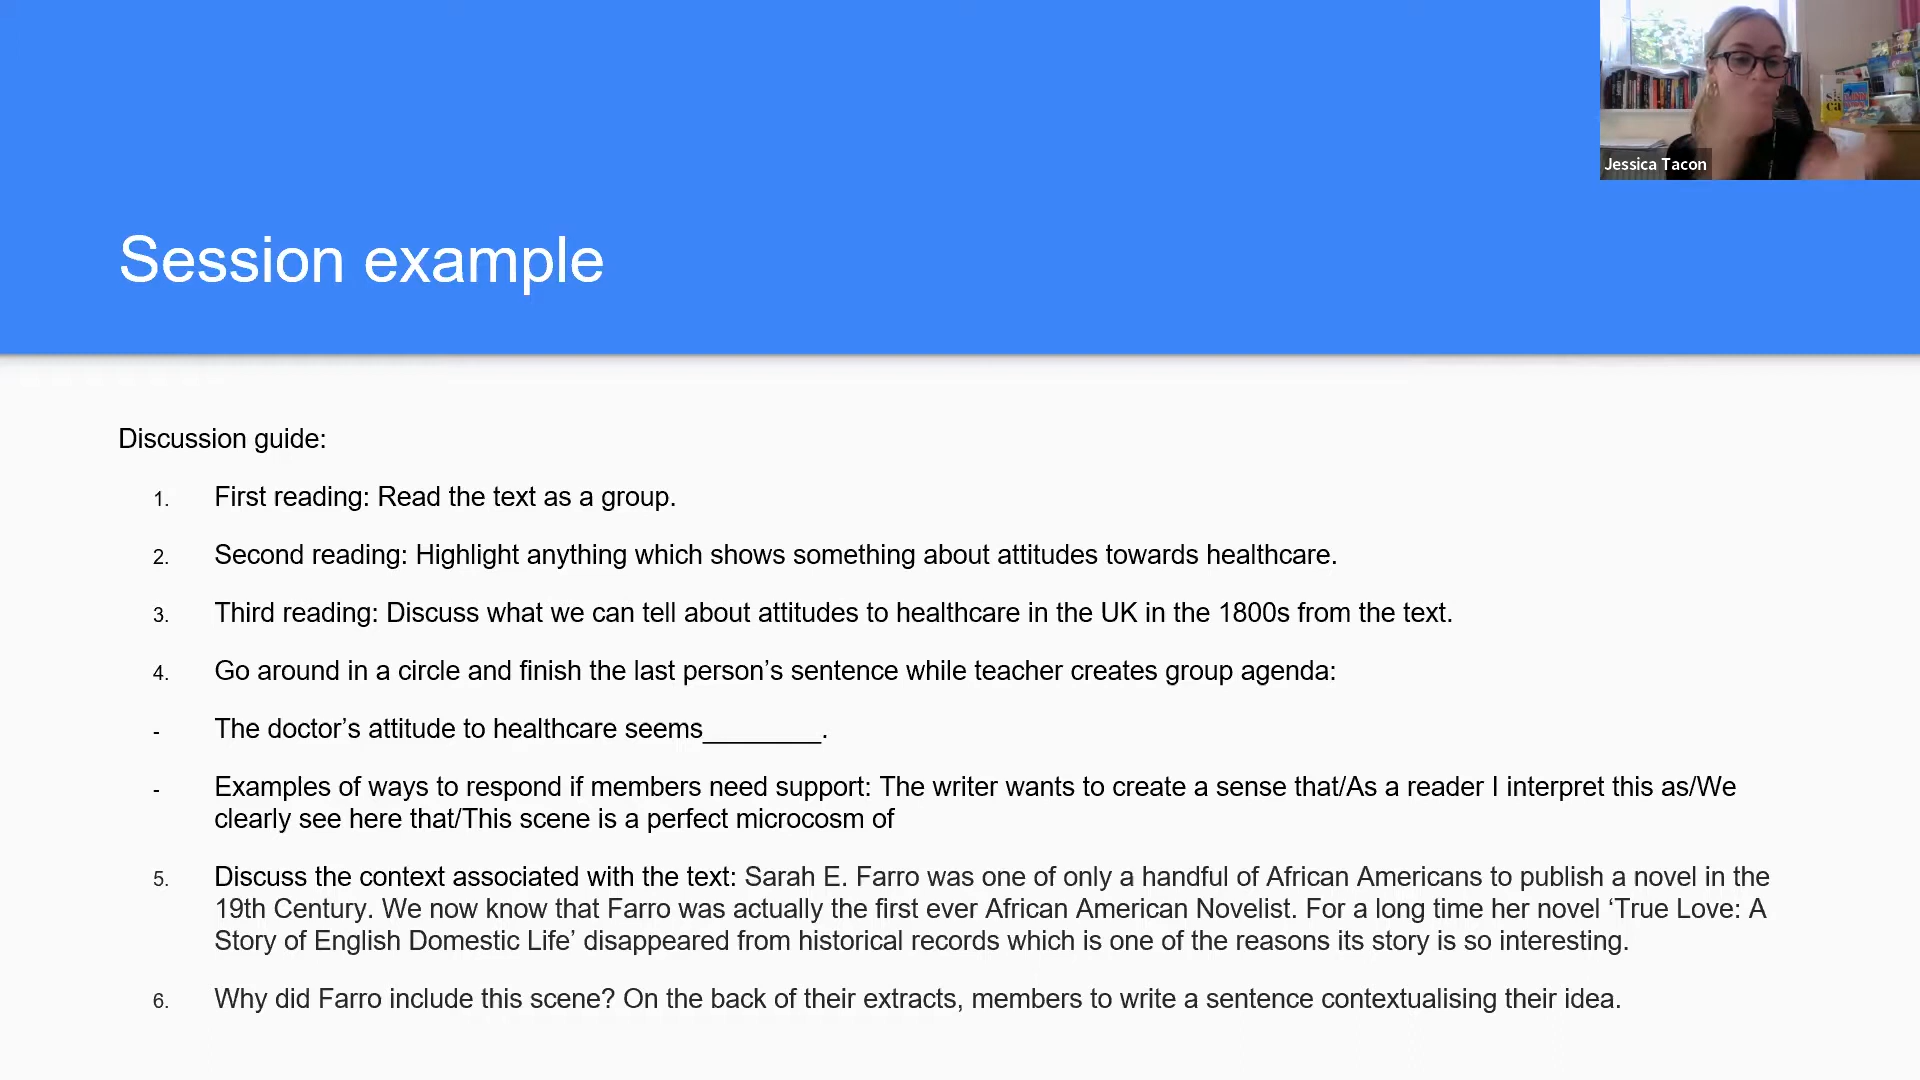 Jessica Tacon
Session example
Discussion guide:
1. First reading: Read the text as a group.
2. Second reading: Highlight anything which shows something about attitudes towards healthcare.
3. Third reading: Discuss what we can tell about attitudes to healthcare in the UK in the 1800s from the text.
4. Go around in a circle and finish the last person’s sentence while teacher creates group agenda:
- The doctor’s attitude to healthcare seems________.
- Examples of ways to respond if members need support: The writer wants to create a sense that/As a reader I interpret this as/We
clearly see here that/This scene is a perfect microcosm of
5. Discuss the context associated with the text: Sarah E. Farro was one of only a handful of African Americans to publish a novel in the
19th Century. We now know that Farro was actually the first ever African American Novelist. For a long time her novel ‘True Love: A
Story of English Domestic Life’ disappeared from historical records which is one of the reasons its story is so interesting.
6. Why did Farro include this scene? On the back of their extracts, members to write a sentence contextualising their idea.